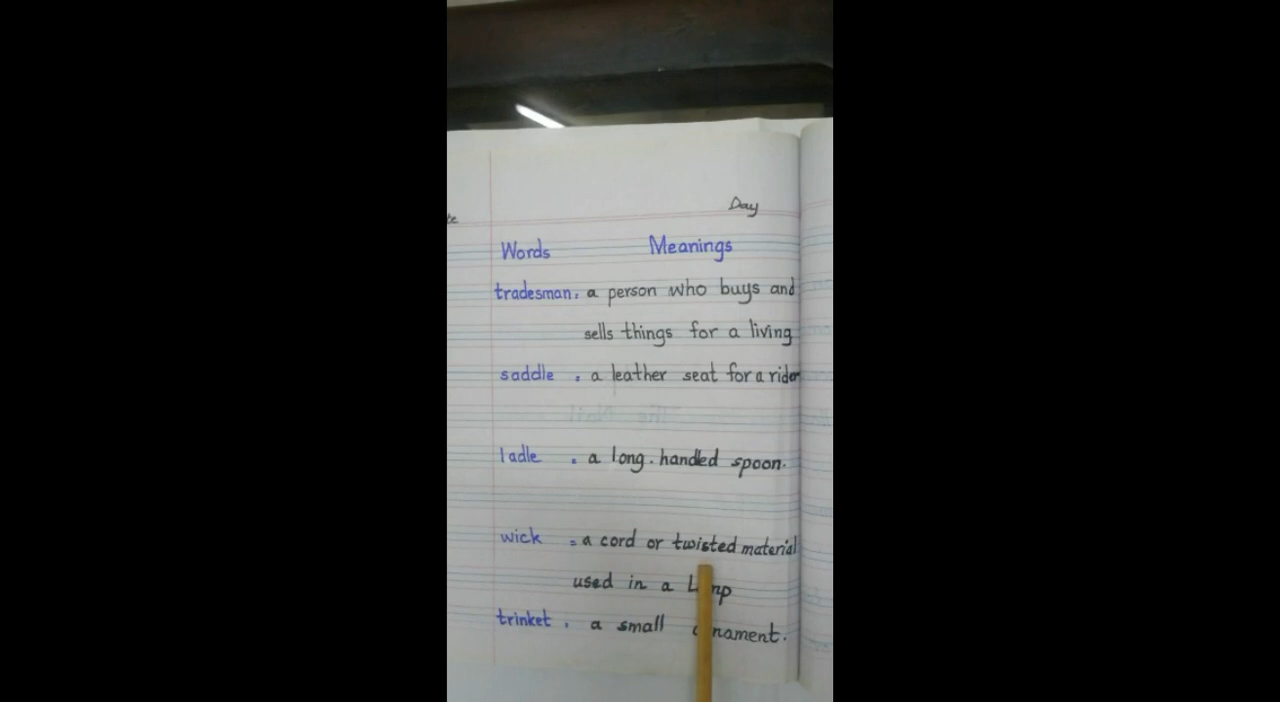 Day
Words Meanings
tradesman = a person who buys and
sells things for a living
saddle = a leather seat for a rider
ladle = a long-handled spoon.
wick = a cord or twisted material
used in a
trinket = a small